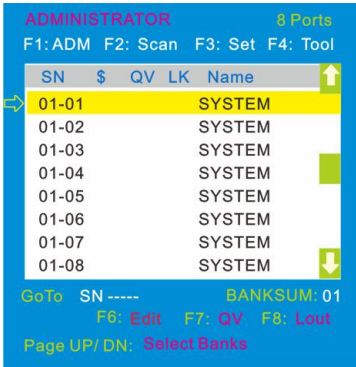 ADMINISTRATOR 8 Ports
F1: ADM F2: Scan F3: Set F4: Tool
SN $ QV LK Name
01-01 SYSTEM
01-02 SYSTEM
01-03 SYSTEM
01-04 SYSTEM
01-05 SYSTEM
01-06 SYSTEM
01-07 SYSTEM
01-08 SYSTEM
GoTo SN ----- BANKSUM: 01
F6: Edit F7: QV F8: Lout
Page UP/ DN: Select Banks